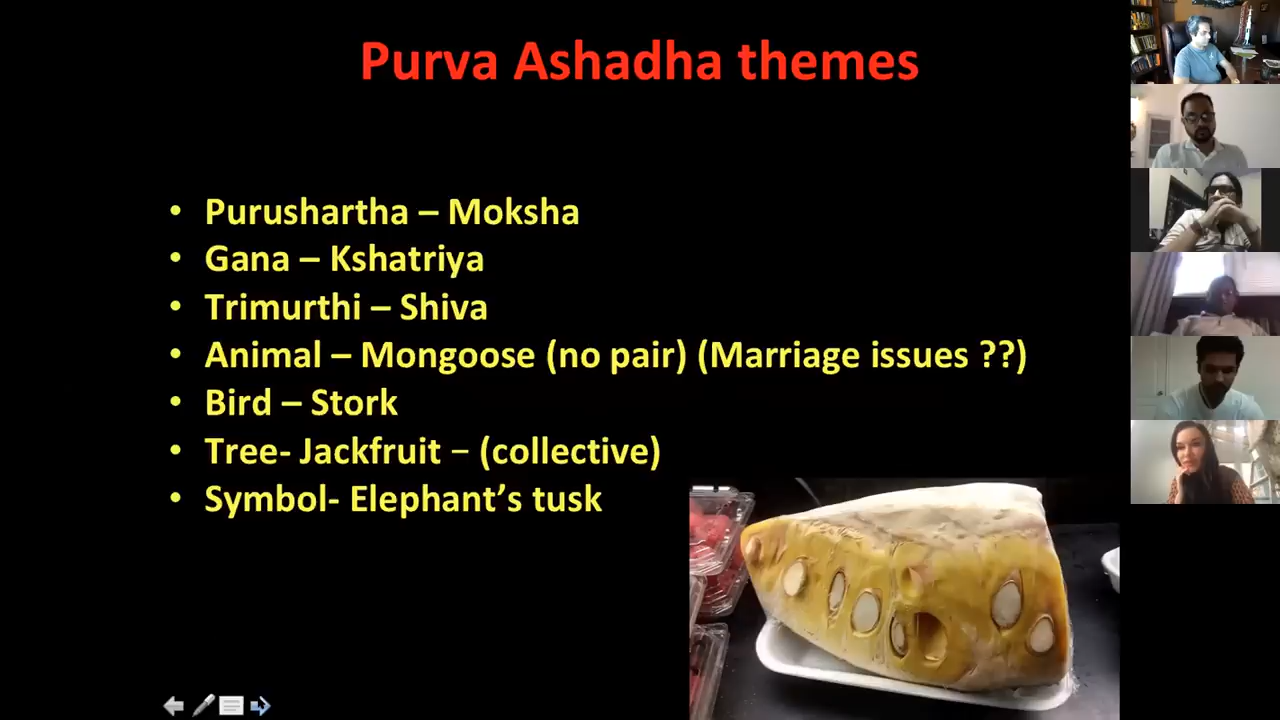 Purva Ashadha themes
• Purushartha – Moksha
• Gana – Kshatriya
• Trimurthi – Shiva
• Animal – Mongoose (no pair) (Marriage issues ??)
• Bird – Stork
• Tree- Jackfruit – (collective)
• Symbol- Elephant’s tusk